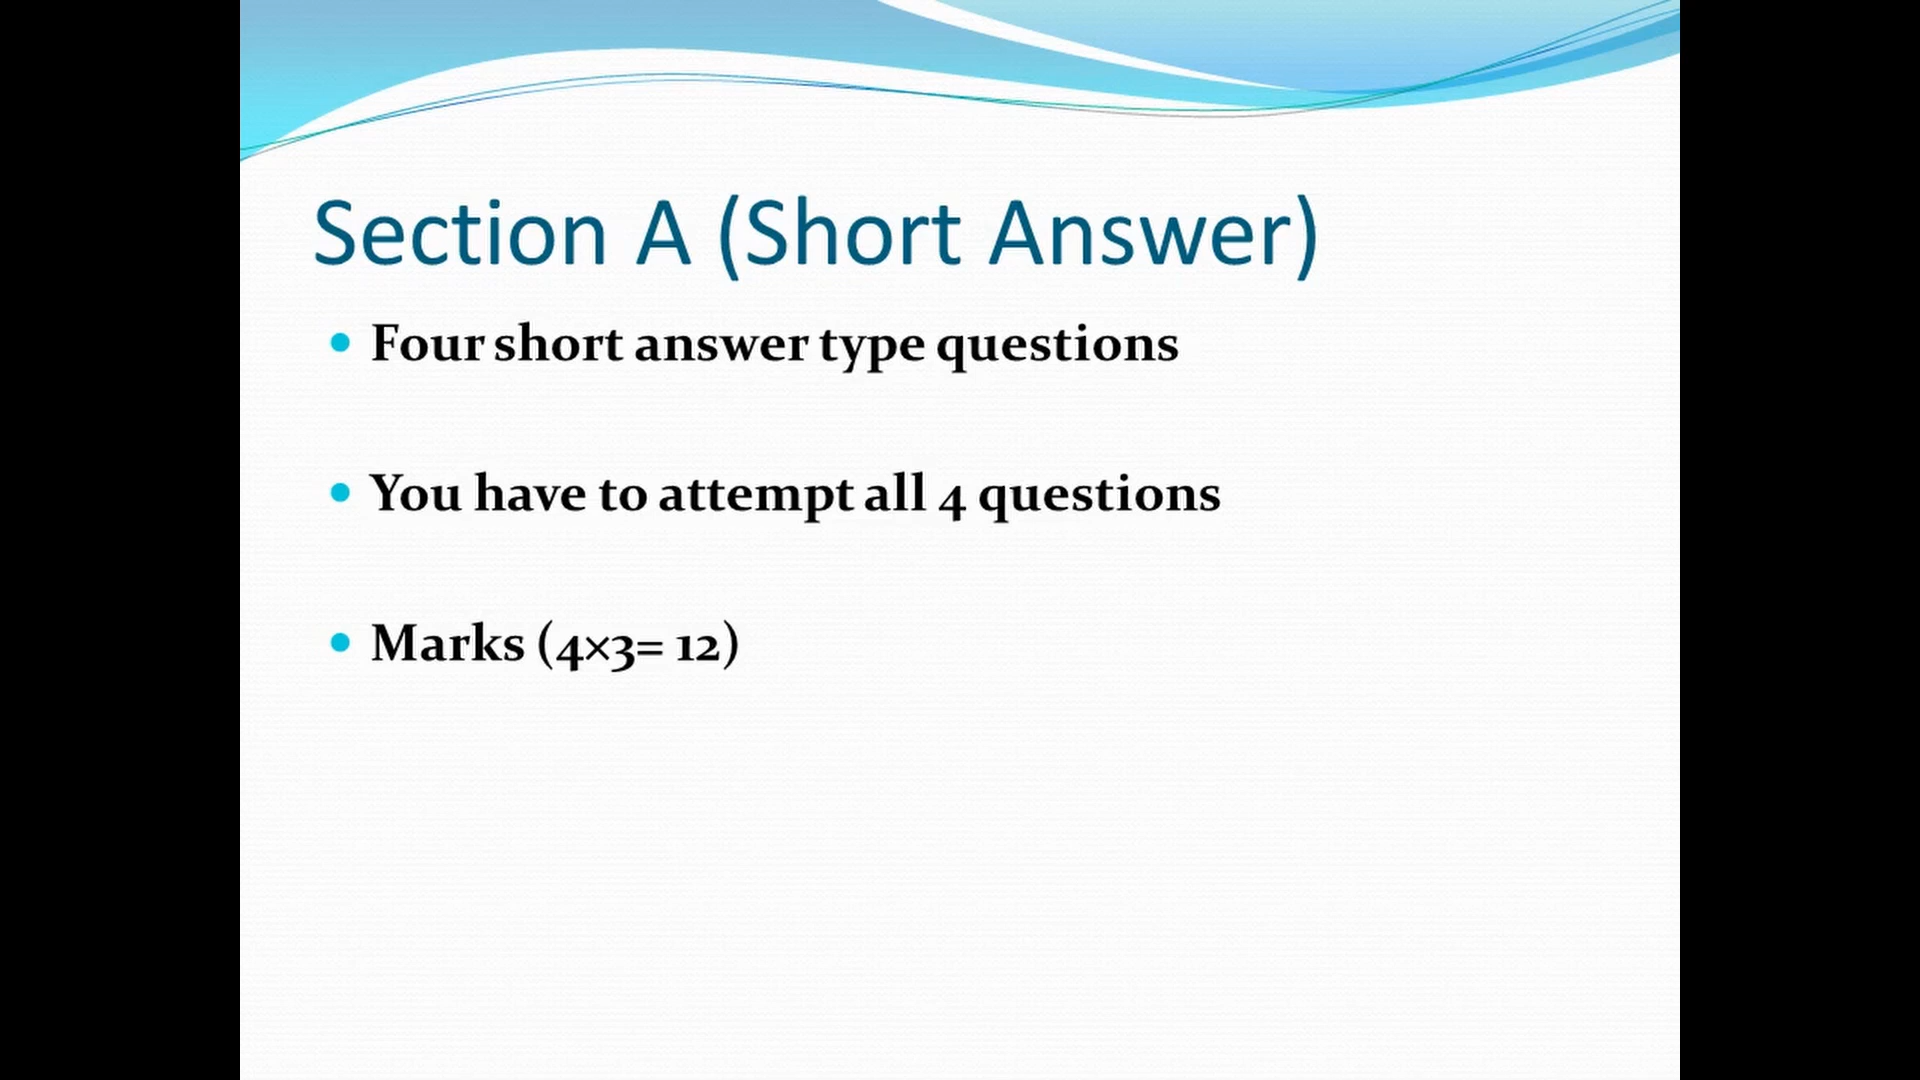 Section A (Short Answer)
Four short answer type questions
You have to attempt all 4 questions
Marks (4×3= 12)